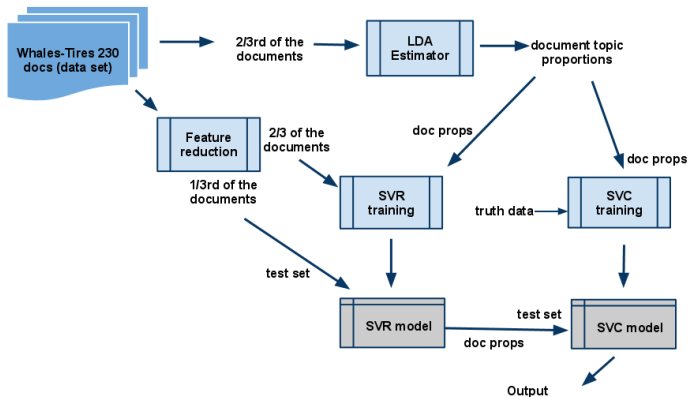 Whales-Tires 230
docs (data set)
2/3rd of the
documents
LDA
Estimator
document topic
proportions
doc props
doc props
Feature
reduction
2/3 of the
documents
1/3rd of the
documents
SVR
training
truth data
SVC
training
test set
SVR model
test set
doc props
SVC model
Output